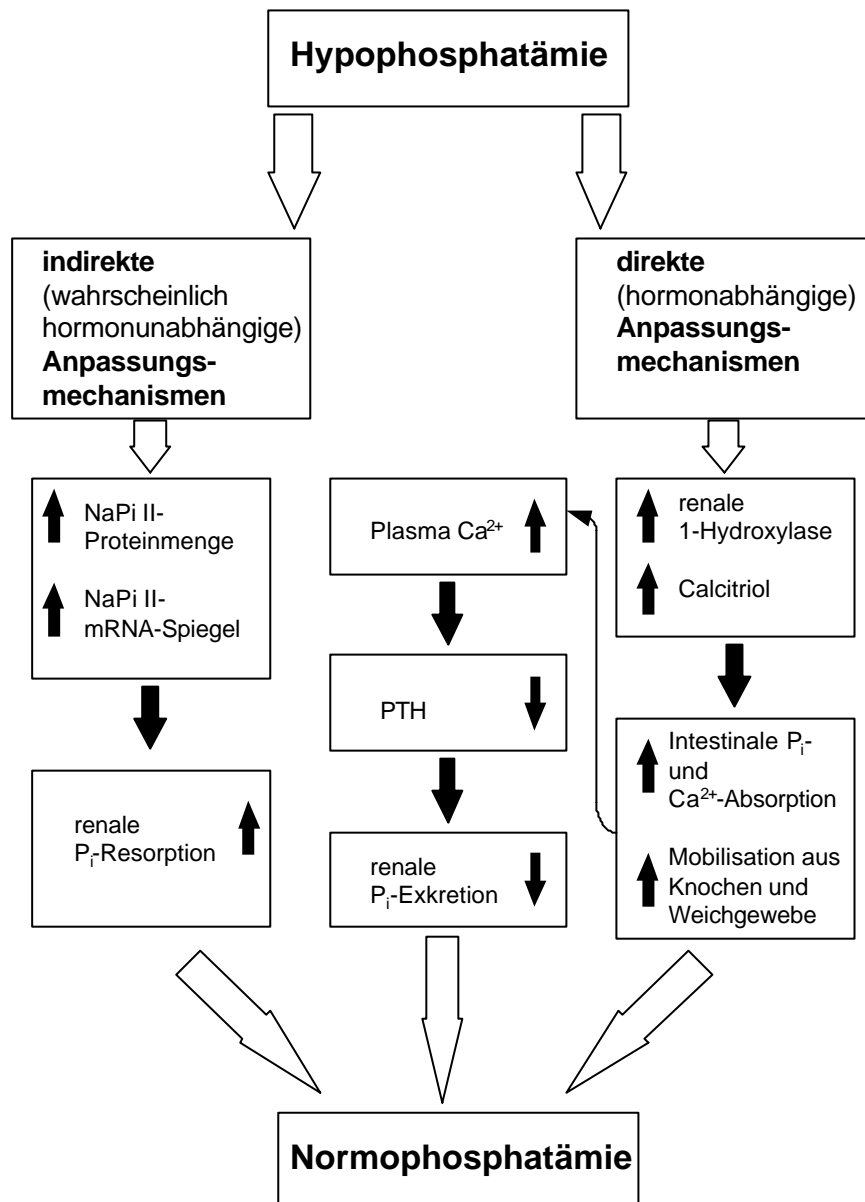 Hypophosphatämie
indirekte
(wahrscheinlich
hormonunabhängige)
Anpassungs-
mechanismen
direkte
(hormonabhängige)
Anpassungs-
mechanismen
NaPi II-
Proteinmenge
NaPi II-
mRNA-Spiegel
renale
Pᵢ-Resorption
Plasma Ca²⁺
PTH
renale
Pᵢ-Exkretion
renale
1-Hydroxylase
Calcitriol
Intestinale Pᵢ-
und
Ca²⁺-Absorption
Mobilisation aus
Knochen und
Weichgewebe
Normophosphatämie